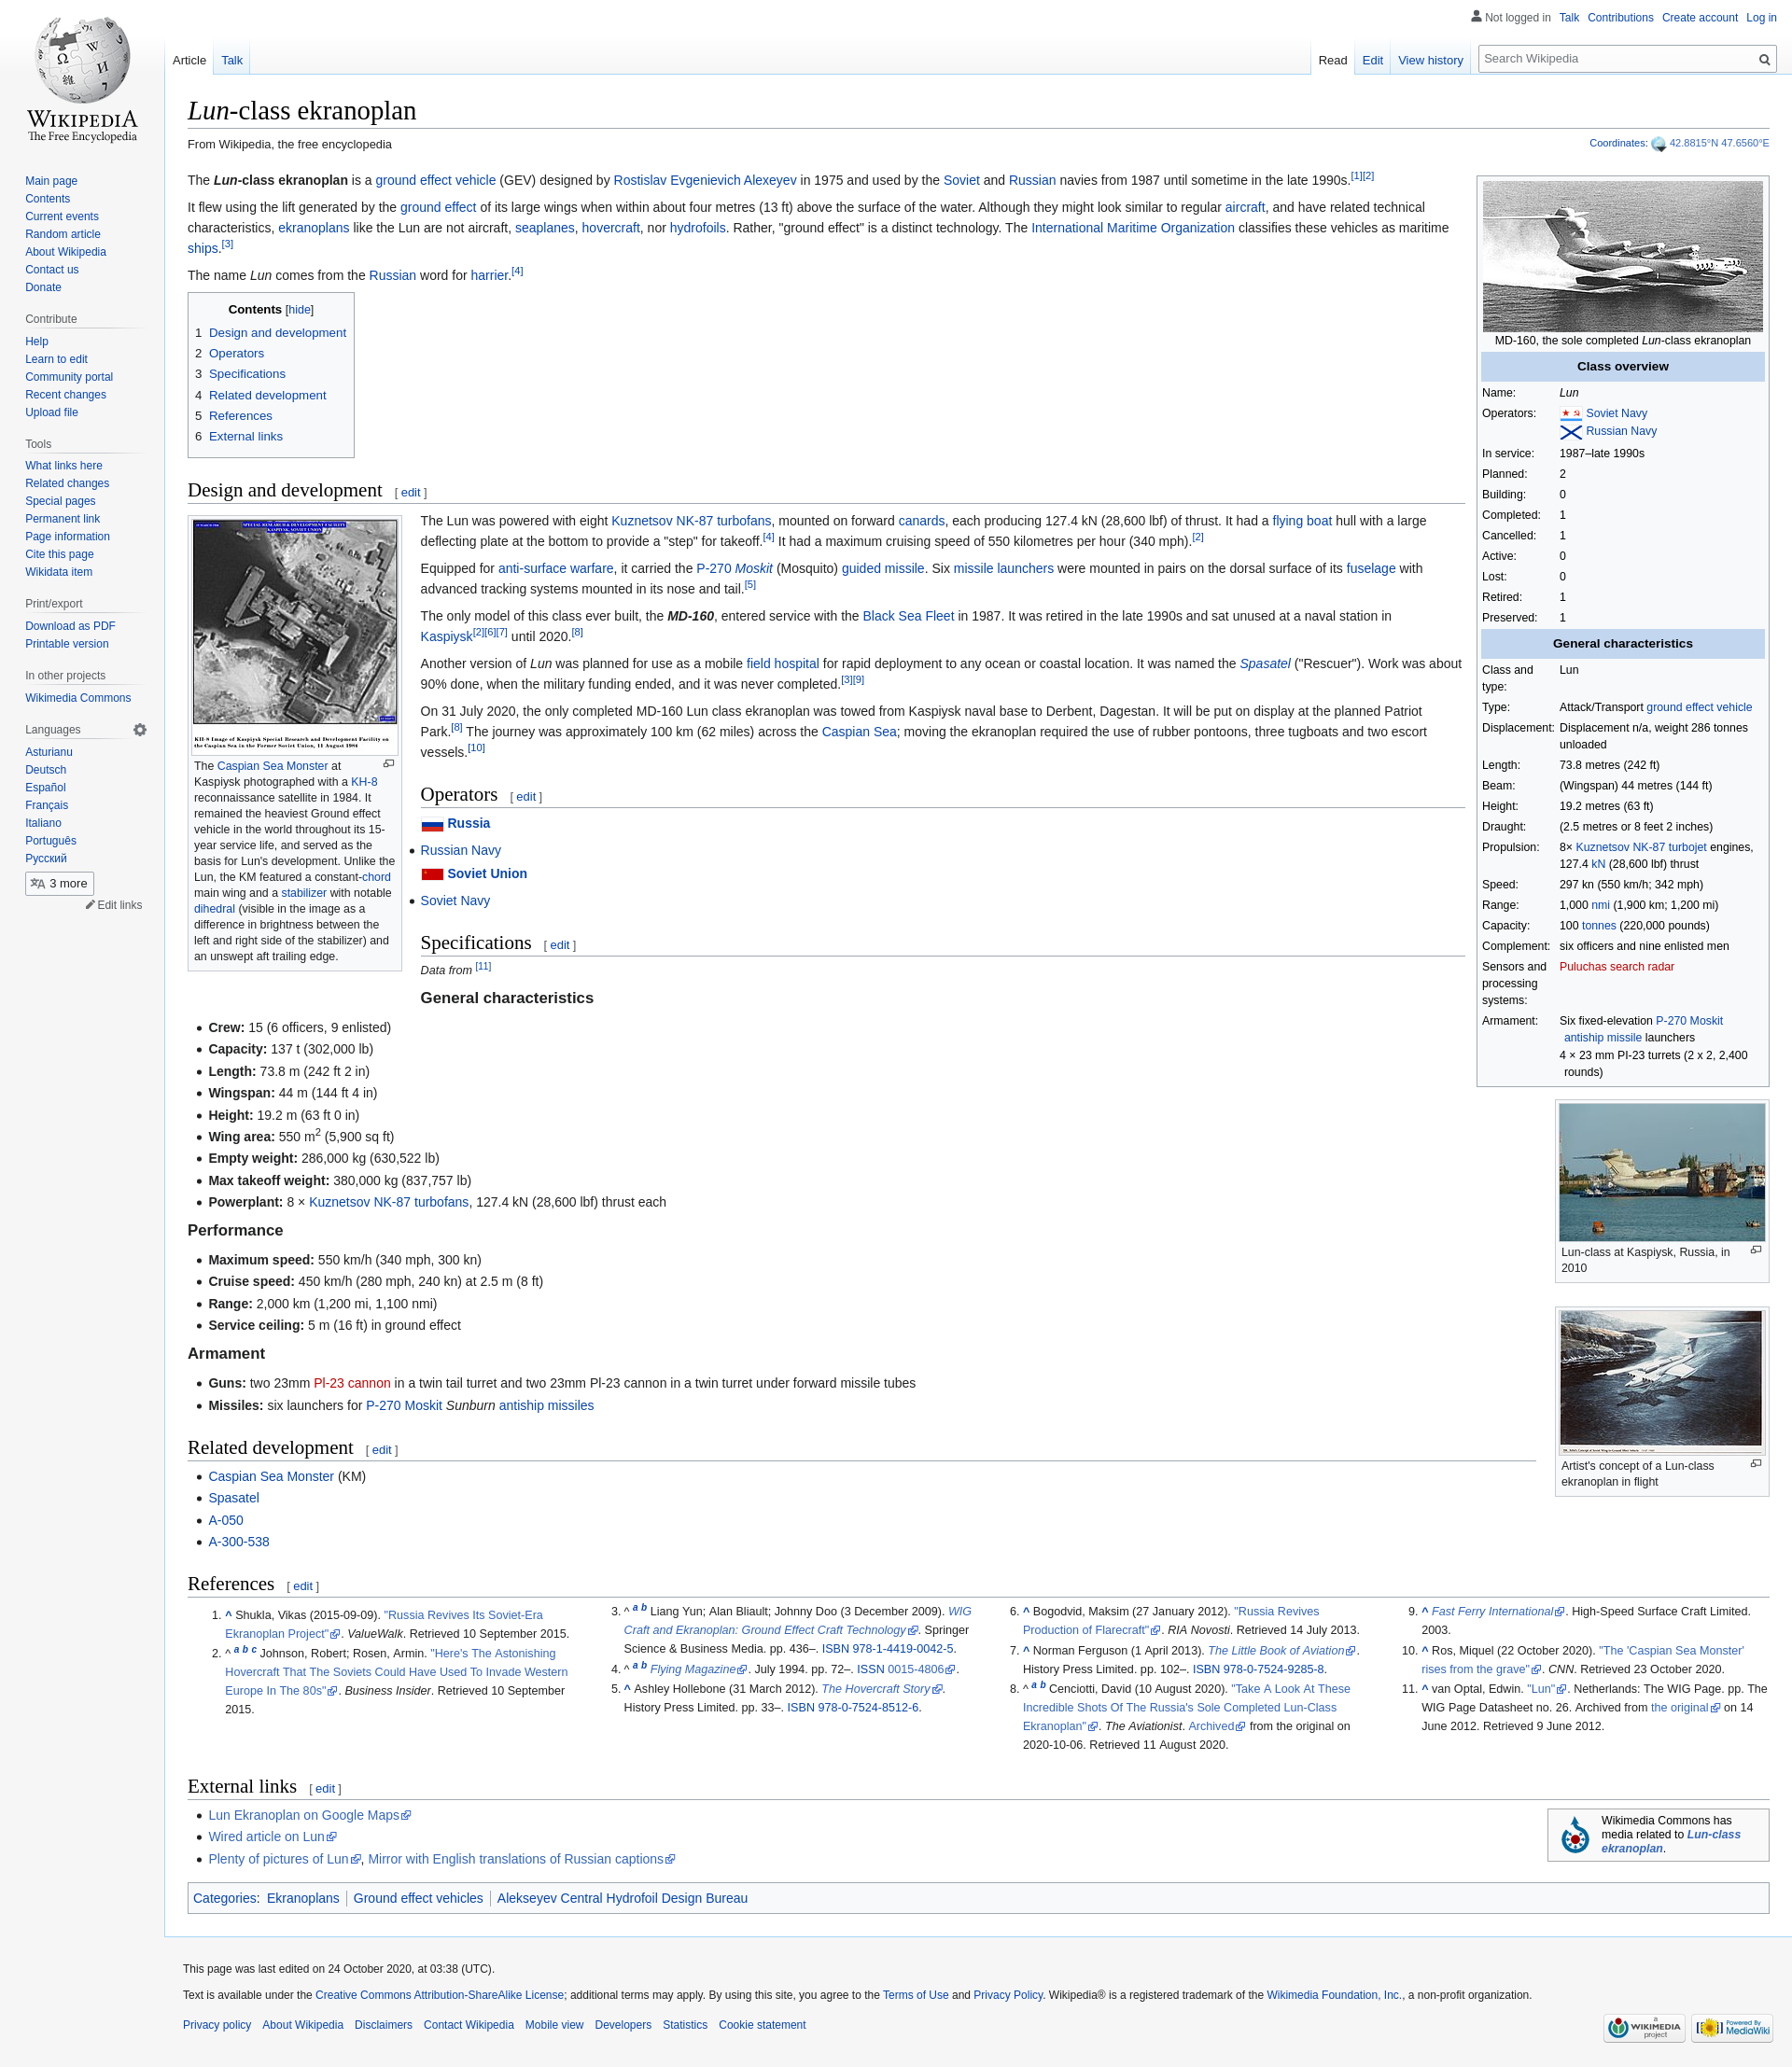 Not logged in Talk Contributions Create account Log in
Article Talk
Read Edit View history Search Wikipedia
WIKIPEDIA
The Free Encyclopedia
Main page
Contents
Current events
Random article
About Wikipedia
Contact us
Donate
Contribute
Help
Learn to edit
Community portal
Recent changes
Upload file
Tools
What links here
Related changes
Special pages
Permanent link
Page information
Cite this page
Wikidata item
Print/export
Download as PDF
Printable version
In other projects
Wikimedia Commons
Languages
Asturianu
Deutsch
Español
Français
Italiano
Português
Русский
3 more
Edit links
Lun-class ekranoplan
From Wikipedia, the free encyclopedia
Coordinates: 42.8815°N 47.6560°E
The Lun-class ekranoplan is a ground effect vehicle (GEV) designed by Rostislav Evgenievich Alexeyev in 1975 and used by the Soviet and Russian navies from 1987 until sometime in the late 1990s.[1][2]
It flew using the lift generated by the ground effect of its large wings when within about four metres (13 ft) above the surface of the water. Although they might look similar to regular aircraft, and have related technical
characteristics, ekranoplans like the Lun are not aircraft, seaplanes, hovercraft, nor hydrofoils. Rather, "ground effect" is a distinct technology. The International Maritime Organization classifies these vehicles as maritime
ships.[3]
The name Lun comes from the Russian word for harrier.[4]
Contents [hide]
1 Design and development
2 Operators
3 Specifications
4 Related development
5 References
6 External links
MD-160, the sole completed Lun-class ekranoplan
Class overview
Name: Lun
Operators: Soviet Navy
Russian Navy
In service: 1987–late 1990s
Planned: 2
Building: 0
Completed: 1
Cancelled: 1
Active: 0
Lost: 0
Retired: 1
Preserved: 1
General characteristics
Class and Lun
type:
Type: Attack/Transport ground effect vehicle
Displacement: Displacement n/a, weight 286 tonnes
unloaded
Length: 73.8 metres (242 ft)
Beam: (Wingspan) 44 metres (144 ft)
Height: 19.2 metres (63 ft)
Draught: (2.5 metres or 8 feet 2 inches)
Propulsion: 8× Kuznetsov NK-87 turbojet engines,
127.4 kN (28,600 lbf) thrust
Speed: 297 kn (550 km/h; 342 mph)
Range: 1,000 nmi (1,900 km; 1,200 mi)
Capacity: 100 tonnes (220,000 pounds)
Complement: six officers and nine enlisted men
Sensors and Puluchas search radar
processing
systems:
Armament: Six fixed-elevation P-270 Moskit
antiship missile launchers
4 × 23 mm Pl-23 turrets (2 x 2, 2,400
rounds)
Design and development [ edit ]
SPECIAL RESEARCH & DEVELOPMENT FACILITY
KASPIYSK, SOVIET UNION
KH-8 Image of Kaspiysk Special Research and Development Facility on
the Caspian Sea in the Former Soviet Union, 11 August 1984
The Caspian Sea Monster at
Kaspiysk photographed with a KH-8
reconnaissance satellite in 1984. It
remained the heaviest Ground effect
vehicle in the world throughout its 15-
year service life, and served as the
basis for Lun's development. Unlike the
Lun, the KM featured a constant-chord
main wing and a stabilizer with notable
dihedral (visible in the image as a
difference in brightness between the
left and right side of the stabilizer) and
an unswept aft trailing edge.
The Lun was powered with eight Kuznetsov NK-87 turbofans, mounted on forward canards, each producing 127.4 kN (28,600 lbf) of thrust. It had a flying boat hull with a large
deflecting plate at the bottom to provide a "step" for takeoff.[4] It had a maximum cruising speed of 550 kilometres per hour (340 mph).[2]
Equipped for anti-surface warfare, it carried the P-270 Moskit (Mosquito) guided missile. Six missile launchers were mounted in pairs on the dorsal surface of its fuselage with
advanced tracking systems mounted in its nose and tail.[5]
The only model of this class ever built, the MD-160, entered service with the Black Sea Fleet in 1987. It was retired in the late 1990s and sat unused at a naval station in
Kaspiysk[2][6][7] until 2020.[8]
Another version of Lun was planned for use as a mobile field hospital for rapid deployment to any ocean or coastal location. It was named the Spasatel ("Rescuer"). Work was about
90% done, when the military funding ended, and it was never completed.[3][9]
On 31 July 2020, the only completed MD-160 Lun class ekranoplan was towed from Kaspiysk naval base to Derbent, Dagestan. It will be put on display at the planned Patriot
Park.[8] The journey was approximately 100 km (62 miles) across the Caspian Sea; moving the ekranoplan required the use of rubber pontoons, three tugboats and two escort
vessels.[10]
Operators [ edit ]
Russia
Russian Navy
Soviet Union
Soviet Navy
Specifications [ edit ]
Data from [11]
General characteristics
Crew: 15 (6 officers, 9 enlisted)
Capacity: 137 t (302,000 lb)
Length: 73.8 m (242 ft 2 in)
Wingspan: 44 m (144 ft 4 in)
Height: 19.2 m (63 ft 0 in)
Wing area: 550 m2 (5,900 sq ft)
Empty weight: 286,000 kg (630,522 lb)
Max takeoff weight: 380,000 kg (837,757 lb)
Powerplant: 8 × Kuznetsov NK-87 turbofans, 127.4 kN (28,600 lbf) thrust each
Performance
Maximum speed: 550 km/h (340 mph, 300 kn)
Cruise speed: 450 km/h (280 mph, 240 kn) at 2.5 m (8 ft)
Range: 2,000 km (1,200 mi, 1,100 nmi)
Service ceiling: 5 m (16 ft) in ground effect
Armament
Guns: two 23mm Pl-23 cannon in a twin tail turret and two 23mm Pl-23 cannon in a twin turret under forward missile tubes
Missiles: six launchers for P-270 Moskit Sunburn antiship missiles
Lun-class at Kaspiysk, Russia, in
2010
Artist's concept of a Lun-class
ekranoplan in flight
Related development [ edit ]
Caspian Sea Monster (KM)
Spasatel
A-050
A-300-538
References [ edit ]
1. ^ Shukla, Vikas (2015-09-09). "Russia Revives Its Soviet-Era
Ekranoplan Project". ValueWalk. Retrieved 10 September 2015.
2. ^ a b c Johnson, Robert; Rosen, Armin. "Here's The Astonishing
Hovercraft That The Soviets Could Have Used To Invade Western
Europe In The 80s". Business Insider. Retrieved 10 September
2015.
3. ^ a b Liang Yun; Alan Bliault; Johnny Doo (3 December 2009). WIG
Craft and Ekranoplan: Ground Effect Craft Technology. Springer
Science & Business Media. pp. 436–. ISBN 978-1-4419-0042-5.
4. ^ a b Flying Magazine. July 1994. pp. 72–. ISSN 0015-4806.
5. ^ Ashley Hollebone (31 March 2012). The Hovercraft Story.
History Press Limited. pp. 33–. ISBN 978-0-7524-8512-6.
6. ^ Bogodvid, Maksim (27 January 2012). "Russia Revives
Production of Flarecraft". RIA Novosti. Retrieved 14 July 2013.
7. ^ Norman Ferguson (1 April 2013). The Little Book of Aviation.
History Press Limited. pp. 102–. ISBN 978-0-7524-9285-8.
8. ^ a b Cenciotti, David (10 August 2020). "Take A Look At These
Incredible Shots Of The Russia's Sole Completed Lun-Class
Ekranoplan". The Aviationist. Archived from the original on
2020-10-06. Retrieved 11 August 2020.
9. ^ Fast Ferry International. High-Speed Surface Craft Limited.
2003.
10. ^ Ros, Miquel (22 October 2020). "The 'Caspian Sea Monster'
rises from the grave". CNN. Retrieved 23 October 2020.
11. ^ van Optal, Edwin. "Lun". Netherlands: The WIG Page. pp. The
WIG Page Datasheet no. 26. Archived from the original on 14
June 2012. Retrieved 9 June 2012.
External links [ edit ]
Lun Ekranoplan on Google Maps
Wired article on Lun
Plenty of pictures of Lun, Mirror with English translations of Russian captions
Wikimedia Commons has
media related to Lun-class
ekranoplan.
Categories: Ekranoplans Ground effect vehicles Alekseyev Central Hydrofoil Design Bureau
This page was last edited on 24 October 2020, at 03:38 (UTC).
Text is available under the Creative Commons Attribution-ShareAlike License; additional terms may apply. By using this site, you agree to the Terms of Use and Privacy Policy. Wikipedia® is a registered trademark of the Wikimedia Foundation, Inc., a non-profit organization.
Privacy policy About Wikipedia Disclaimers Contact Wikipedia Mobile view Developers Statistics Cookie statement
A WIKIMEDIA project
Powered By MediaWiki